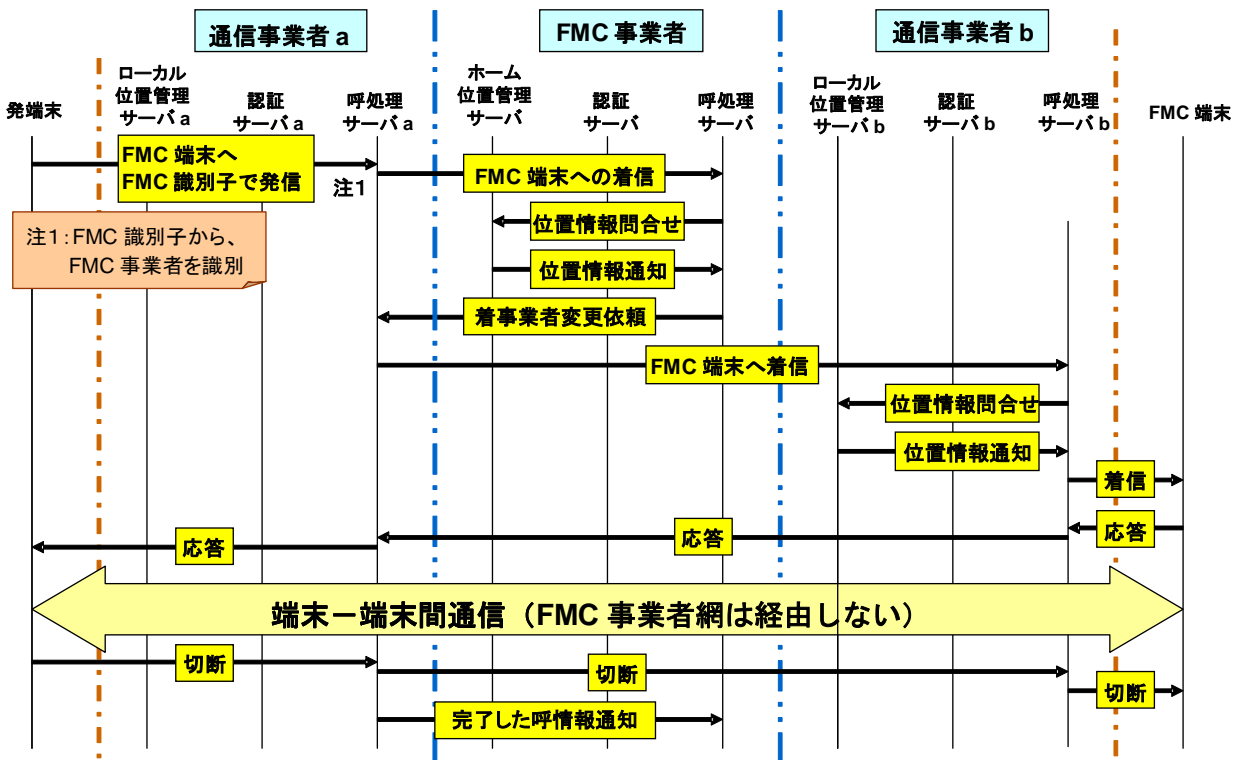 通信事業者 a
FMC 事業者
通信事業者 b
発端末
ローカル
位置管理
サーバ a
認証
サーバ a
呼処理
サーバ a
ホーム
位置管理
サーバ
認証
サーバ
呼処理
サーバ
ローカル
位置管理
サーバ b
認証
サーバ b
呼処理
サーバ b
FMC 端末
FMC 端末へ
FMC 識別子で発信
注1
FMC 端末への着信
注1：FMC 識別子から、
FMC 事業者を識別
位置情報問合せ
位置情報通知
着事業者変更依頼
FMC 端末へ着信
位置情報問合せ
位置情報通知
着信
応答
応答
応答
端末－端末間通信（FMC 事業者網は経由しない）
切断
切断
切断
完了した呼情報通知